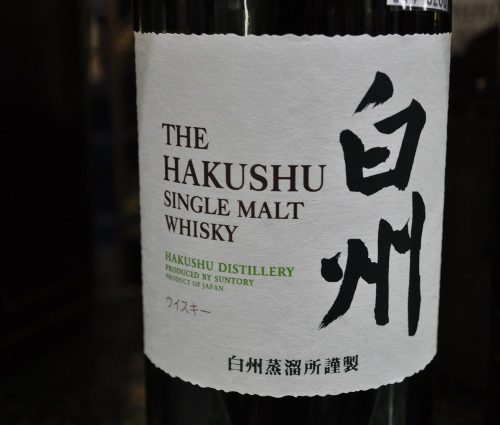 THE
HAKUSHU
SINGLE MALT
WHISKY
HAKUSHU DISTILLERY
PRODUCED BY SUNTORY
PRODUCT OF JAPAN
ウイスキー
白州
白州蒸溜所謹製